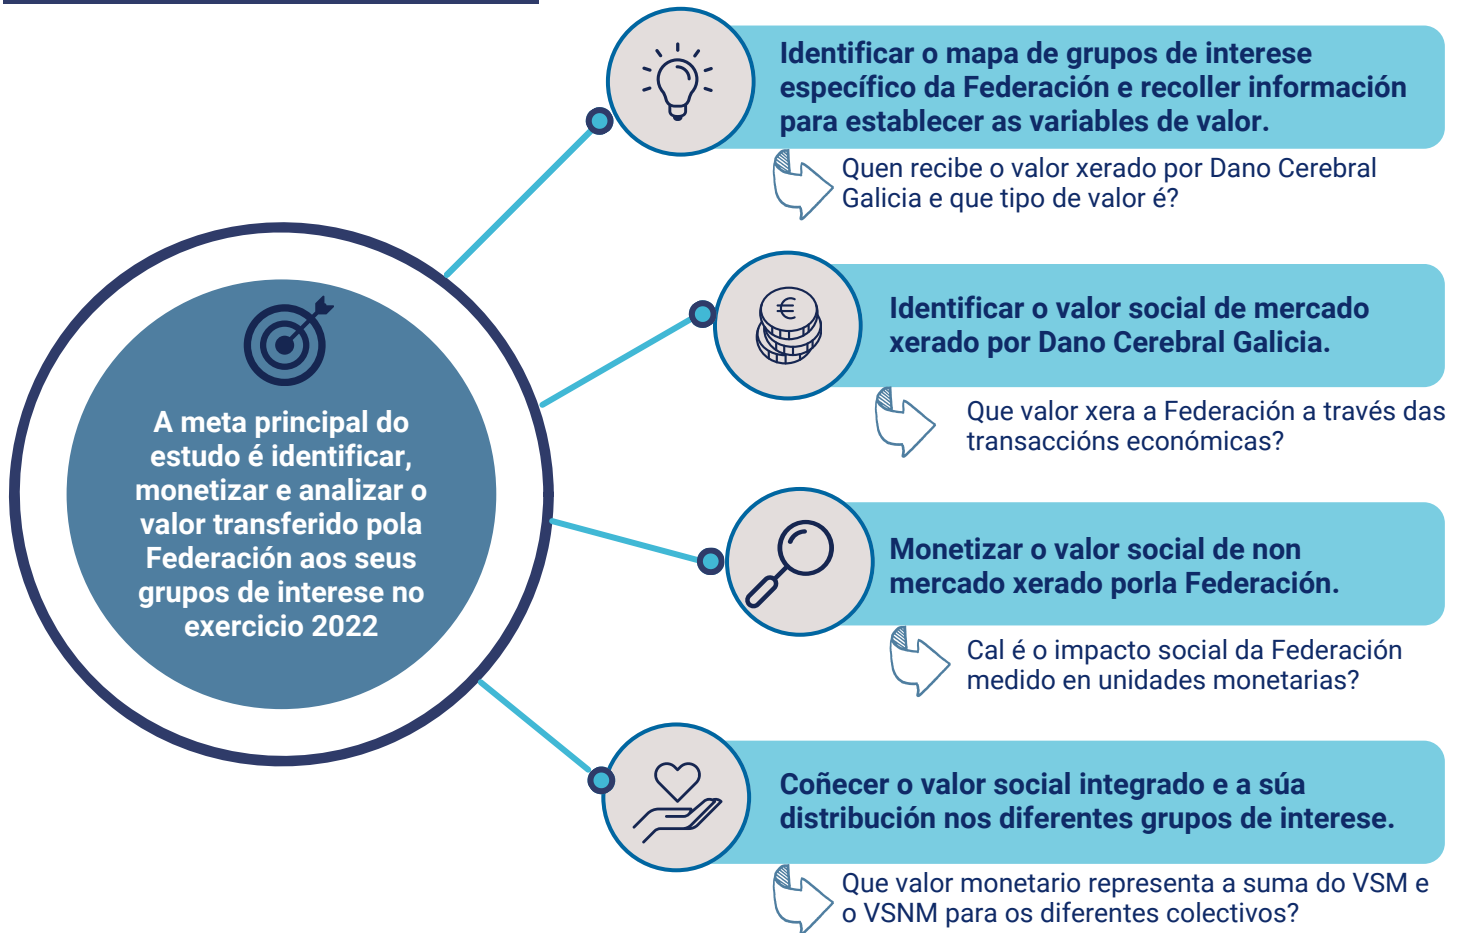 A meta principal do
estudo é identificar,
monetizar e analizar o
valor transferido pola
Federación aos seus
grupos de interese no
exercicio 2022
Identificar o mapa de grupos de interese
específico da Federación e recoller información
para establecer as variables de valor.
Quen recibe o valor xerado por Dano Cerebral
Galicia e que tipo de valor é?
Identificar o valor social de mercado
xerado por Dano Cerebral Galicia.
Que valor xera a Federación a través das
transaccións económicas?
Monetizar o valor social de non
mercado xerado porla Federación.
Cal é o impacto social da Federación
medido en unidades monetarias?
Coñecer o valor social integrado e a súa
distribución nos diferentes grupos de interese.
Que valor monetario representa a suma do VSM e
o VSNM para os diferentes colectivos?